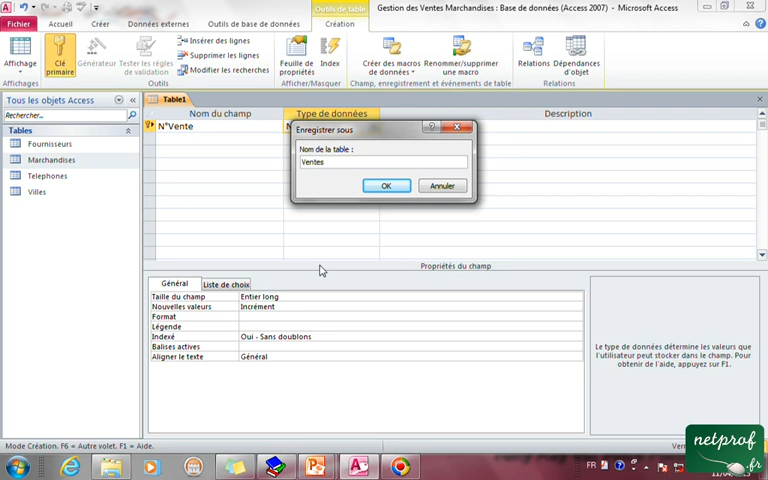 Outils de table
Gestion des Ventes Marchandises : Base de données (Access 2007) - Microsoft Access
Fichier
Accueil
Créer
Données externes
Outils de base de données
Création
Affichage
Clé primaire
Générateur
Tester les règles de validation
Insérer des lignes
Supprimer les lignes
Modifier les recherches
Feuille de propriétés
Index
Créer des macros de données
Renommer/supprimer une macro
Relations
Dépendances d'objet
Affichages
Outils
Afficher/Masquer
Champ, enregistrement et événements de table
Relations
Tous les objets Access
Rechercher...
Tables
Fournisseurs
Marchandises
Telephones
Villes
Table1
Nom du champ
Type de données
Description
N°Vente
N
Enregistrer sous
Nom de la table :
Ventes
OK
Annuler
Propriétés du champ
Général
Liste de choix
Taille du champ
Entier long
Nouvelles valeurs
Incrément
Format
Légende
Indexé
Oui - Sans doublons
Balises actives
Aligner le texte
Général
Le type de données détermine les valeurs que
l'utilisateur peut stocker dans le champ. Pour
obtenir de l'aide, appuyez sur F1.
Mode Création. F6 = Autre volet. F1 = Aide.
Verr
FR
netprof
.fr